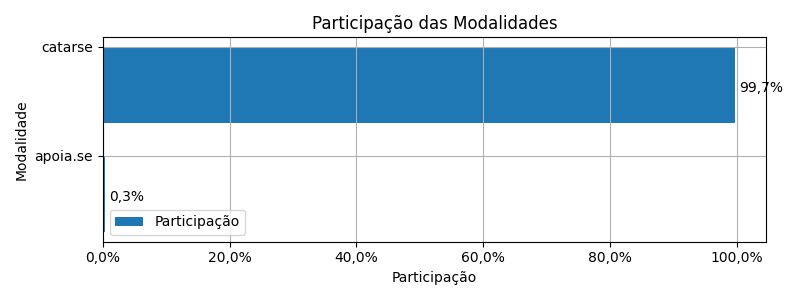 Participação das Modalidades
catarse
99,7%
Modalidade
apoia.se
0,3%
Participação
0,0% 20,0% 40,0% 60,0% 80,0% 100,0%
Participação